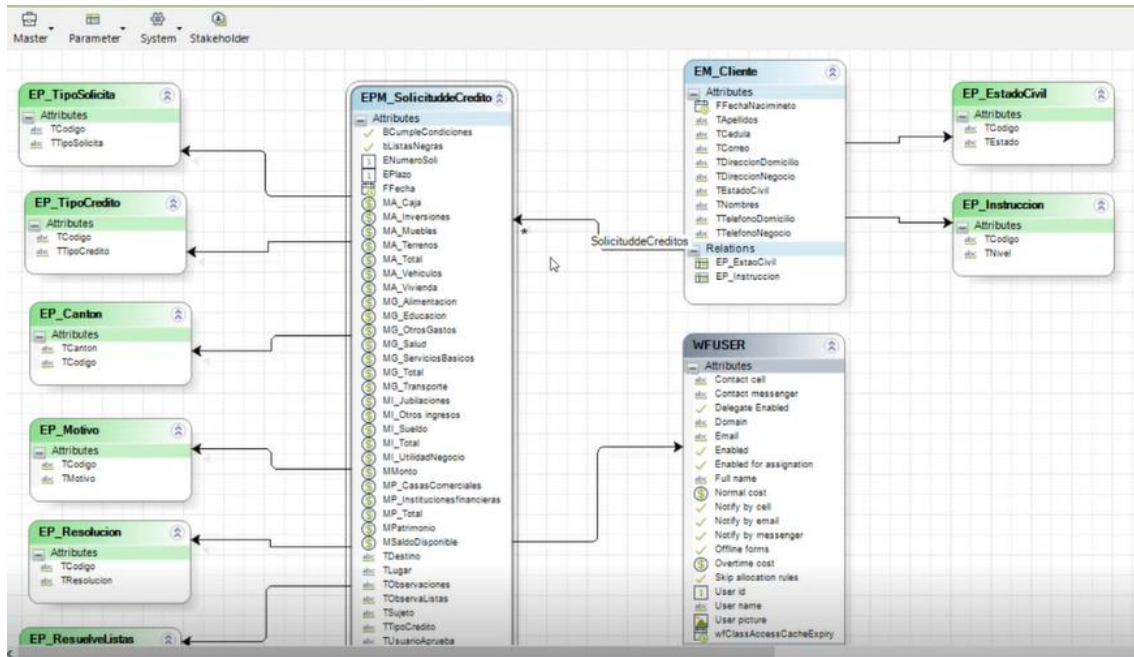 Master
Parameter
System
Stakeholder
EP_TipoSolicita
Attributes
TCodigo
TTipoSolicita
EP_TipoCredito
Attributes
TCodigo
TTipoCredito
EP_Canton
Attributes
TCanton
TCodigo
EP_Motivo
Attributes
TCodigo
TMotivo
EP_Resolucion
Attributes
TCodigo
TResolucion
EP_ResuelveListas
EPM_SolicituddeCredito
Attributes
BCumpleCondiciones
bListasNegras
ENumeroSoli
EPlazo
FFecha
MA_Caja
MA_Inversiones
MA_Muebles
MA_Terrenos
MA_Total
MA_Vehiculos
MA_Vivienda
MG_Alimentacion
MG_Educacion
MG_OtrosGastos
MG_Salud
MG_ServiciosBasicos
MG_Total
MG_Transporte
MI_Jubilaciones
MI_Otros ingresos
MI_Sueldo
MI_Total
MI_UtilidadNegocio
MMonto
MP_CasasComerciales
MP_Institucionesfinancieras
MP_Total
MPatrimonio
MSaldoDisponible
TDestino
TLugar
TObservaciones
TObservaListas
TSujeto
TTipoCredito
TUsuarioAprueba
*
SolicituddeCreditos
EM_Cliente
Attributes
FFechaNacimineto
TApellidos
TCedula
TCorreo
TDireccionDomicilio
TDireccionNegocio
TEstadoCivil
TNombres
TTelefonoDomicilio
TTelefonoNegocio
Relations
EP_EstaoCivil
EP_Instruccion
WFUSER
Attributes
Contact cell
Contact messenger
Delegate Enabled
Domain
Email
Enabled
Enabled for assignation
Full name
Normal cost
Notify by cell
Notify by email
Notify by messenger
Offline forms
Overtime cost
Skip allocation rules
User id
User name
User picture
wfClassAccessCacheExpiry
EP_EstadoCivil
Attributes
TCodigo
TEstado
EP_Instruccion
Attributes
TCodigo
TNivel